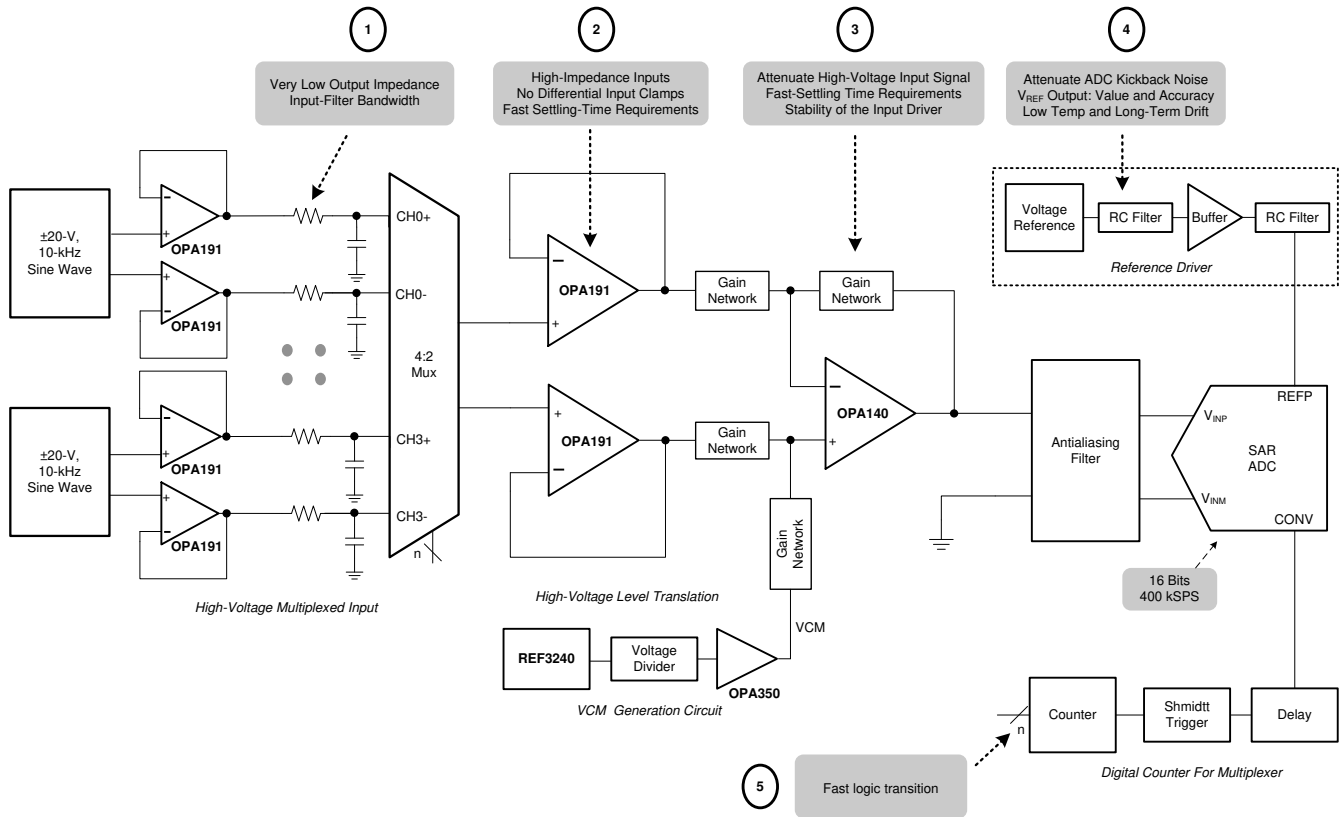 1
2
3
4
Very Low Output Impedance
Input-Filter Bandwidth
High-Impedance Inputs
No Differential Input Clamps
Fast Settling-Time Requirements
Attenuate High-Voltage Input Signal
Fast-Settling Time Requirements
Stability of the Input Driver
Attenuate ADC Kickback Noise
VREF Output: Value and Accuracy
Low Temp and Long-Term Drift
±20-V,
10-kHz
Sine Wave
–
+
OPA191
+
–
OPA191
CH0+
CH0-
4:2
Mux
CH3+
CH3-
n
±20-V,
10-kHz
Sine Wave
–
+
OPA191
+
–
OPA191
High-Voltage Multiplexed Input
–
OPA191
+
+
OPA191
–
High-Voltage Level Translation
Gain
Network
Gain
Network
Gain
Network
Gain
Network
–
OPA140
+
VCM
REF3240
Voltage
Divider
OPA350
VCM Generation Circuit
Voltage
Reference
RC Filter
Buffer
RC Filter
Reference Driver
Antialiasing
Filter
REFP
VINP
SAR
ADC
VINM
CONV
16 Bits
400 kSPS
n
Counter
Shmidtt
Trigger
Delay
Digital Counter For Multiplexer
5
Fast logic transition